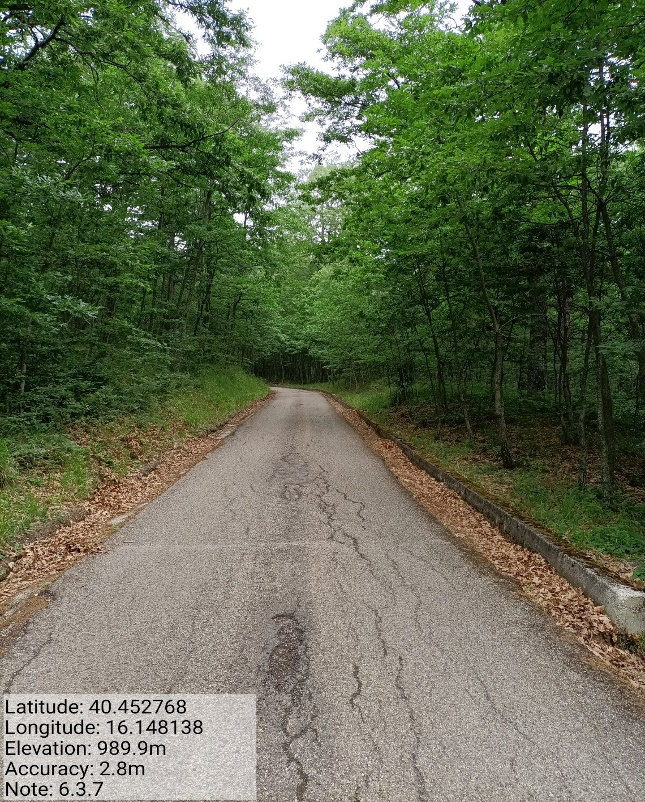 Latitude: 40.452768
Longitude: 16.148138
Elevation: 989.9m
Accuracy: 2.8m
Note: 6.3.7